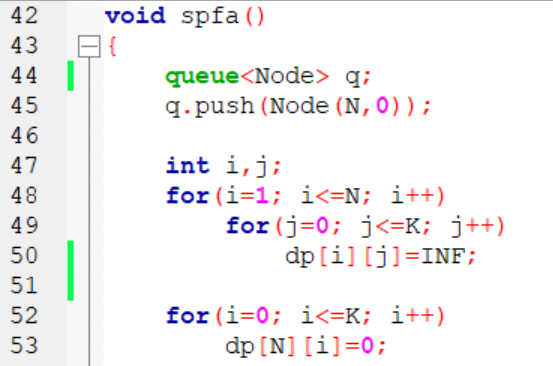 42 void spfa()
43 {
44     queue<Node> q;
45     q.push(Node(N,0));
46
47     int i,j;
48     for(i=1; i<=N; i++)
49         for(j=0; j<=K; j++)
50             dp[i][j]=INF;
51
52     for(i=0; i<=K; i++)
53         dp[N][i]=0;